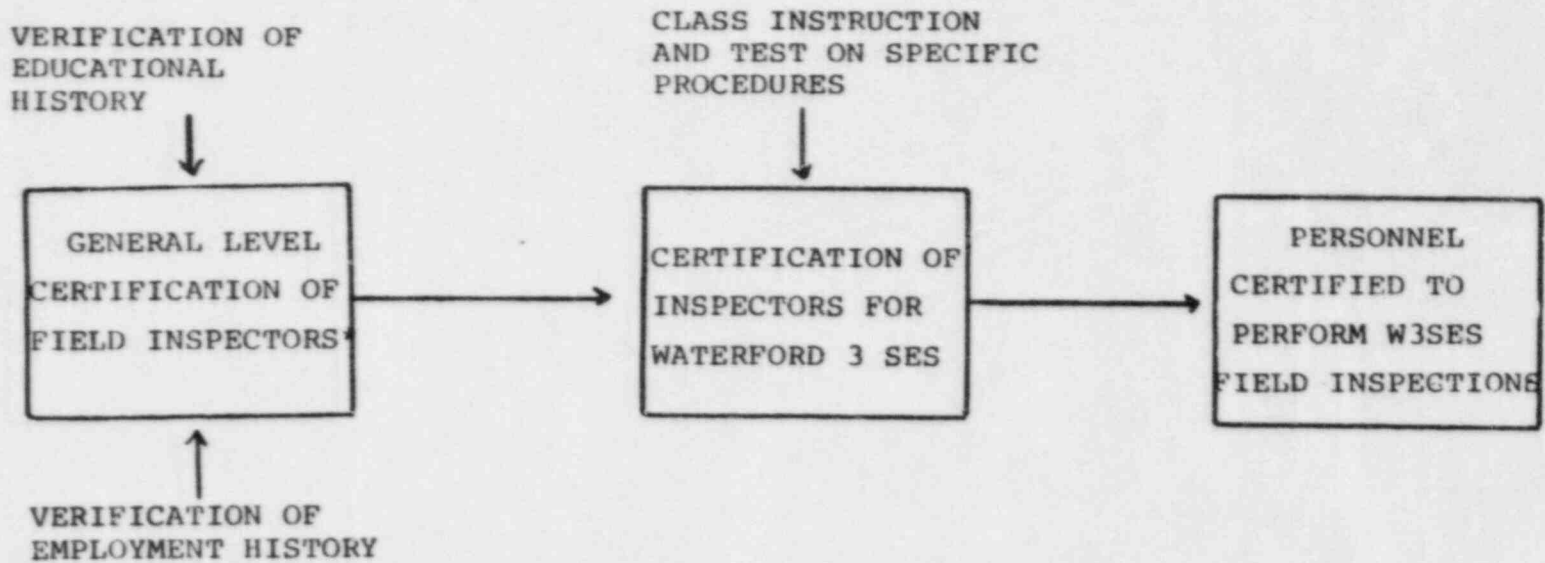 VERIFICATION OF
EDUCATIONAL
HISTORY
CLASS INSTRUCTION
AND TEST ON SPECIFIC
PROCEDURES
GENERAL LEVEL
CERTIFICATION OF
FIELD INSPECTORS*
CERTIFICATION OF
INSPECTORS FOR
WATERFORD 3 SES
PERSONNEL
CERTIFIED TO
PERFORM W3SES
FIELD INSPECTIONS
VERIFICATION OF
EMPLOYMENT HISTORY